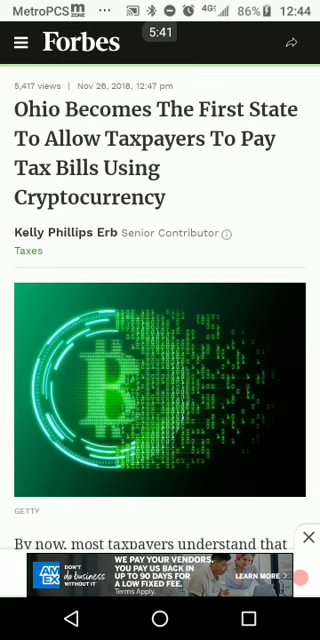 MetroPCS m ZONE 4G 86% 12:44
5:41
Forbes
5,417 views | Nov 26, 2018, 12:47 pm
Ohio Becomes The First State
To Allow Taxpayers To Pay
Tax Bills Using
Cryptocurrency
Kelly Phillips Erb Senior Contributor
Taxes
GETTY
By now, most taxpayers understand that
AM EX
DON'T do business WITHOUT IT
WE PAY YOUR VENDORS.
YOU PAY US BACK IN
UP TO 90 DAYS FOR
A LOW FIXED FEE.
Terms Apply.
LEARN MORE >